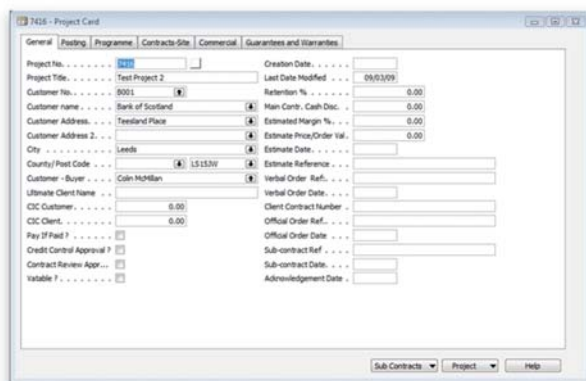 7416 - Project Card
General Posting Programme Contracts-Site Commercial Guarantees and Warranties
Project No. . . . . . . . 7416
Project Title. . . . . . . Test Project 2
Customer No. . . . . . . B001
Customer name . . . . . Bank of Scotland
Customer Address. . . . Teesland Place
Customer Address 2. . .
City . . . . . . . . . . . Leeds
County/ Post Code . . . LS15JW
Customer - Buyer . . . . Colin McMillan
Ultimate Client Name . .
CIC Customer. . . . . . . 0.00
CIC Client. . . . . . . . . 0.00
Pay If Paid ? . . . . . .
Credit Control Approval ?
Contract Review Appr...
Vatable ? . . . . . . . .
Creation Date. . . . . .
Last Date Modified . . . 09/03/09
Retention % . . . . . . . 0.00
Main Contr. Cash Disc. . 0.00
Estimated Margin %. . . 0.00
Estimate Price/Order Val. 0.00
Estimate Date. . . . . .
Estimate Reference . . .
Verbal Order Ref:. . . .
Verbal Order Date. . . .
Client Contract Number .
Official Order Ref.. . . .
Official Order Date . . .
Sub-contract Ref . . . .
Sub-contract Date. . . .
Acknowledgement Date .
Sub Contracts Project Help